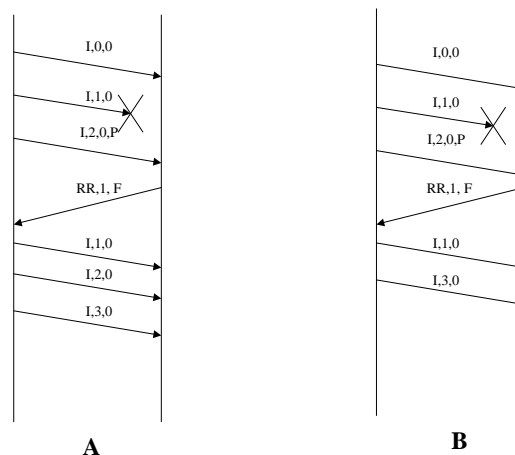 I,0,0
I,1,0
I,2,0,P
RR,1, F
I,1,0
I,2,0
I,3,0
A
I,0,0
I,1,0
I,2,0,P
RR,1, F
I,1,0
I,3,0
B